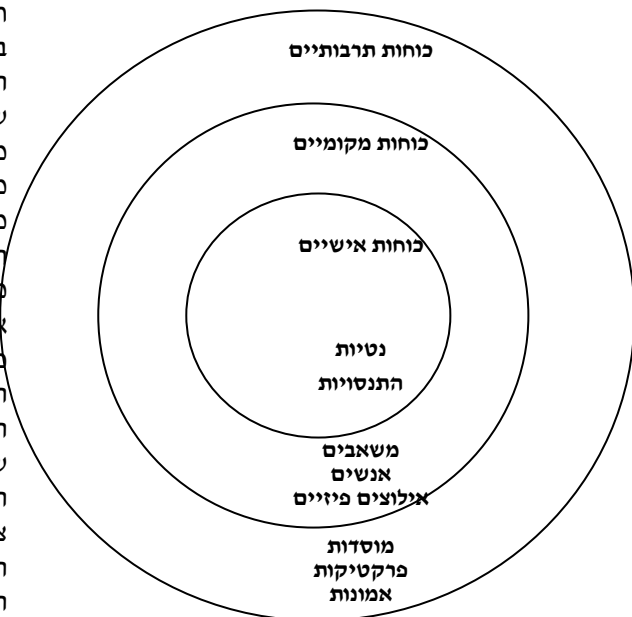 כוחות תרבותיים
כוחות מקומיים
כוחות אישיים
נטיות
התנסויות
משאבים
אנשים
אילוצים פיזיים
מוסדות
פרקטיקות
אמונות